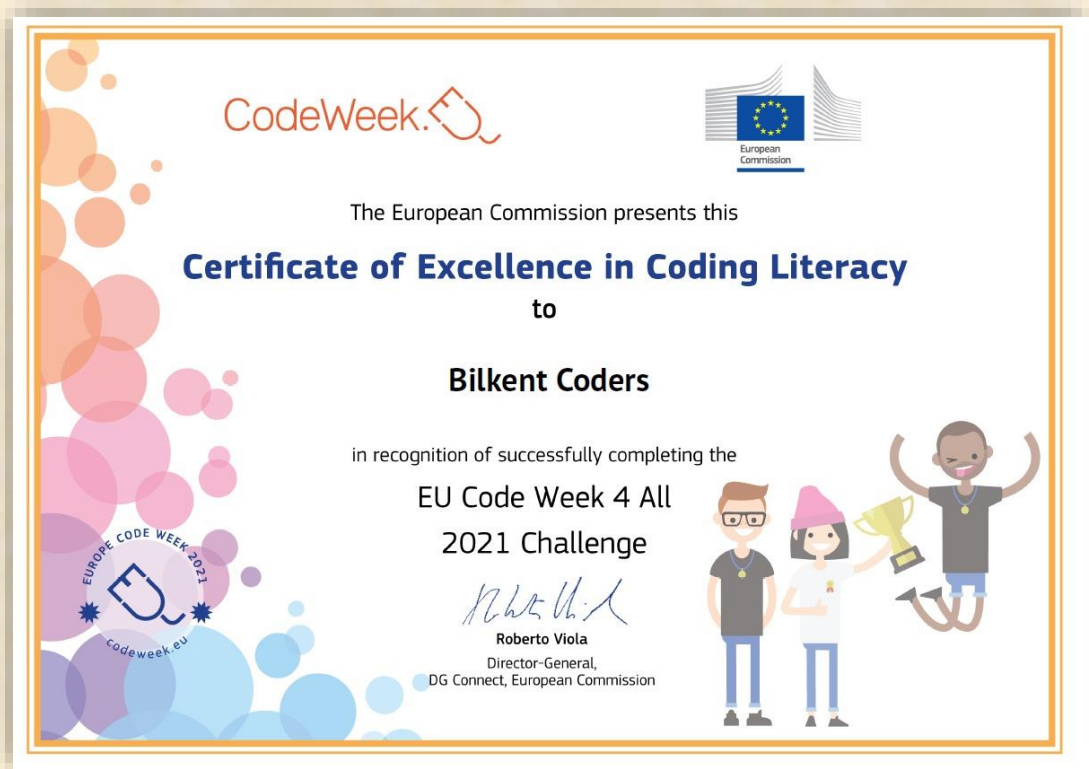 CodeWeek.EU
European
Commission
The European Commission presents this
Certificate of Excellence in Coding Literacy
to
Bilkent Coders
in recognition of successfully completing the
EU Code Week 4 All
2021 Challenge
Roberto Viola
Director-General,
DG Connect, European Commission
EUROPE CODE WEEK 2021
EU
codeweek.eu